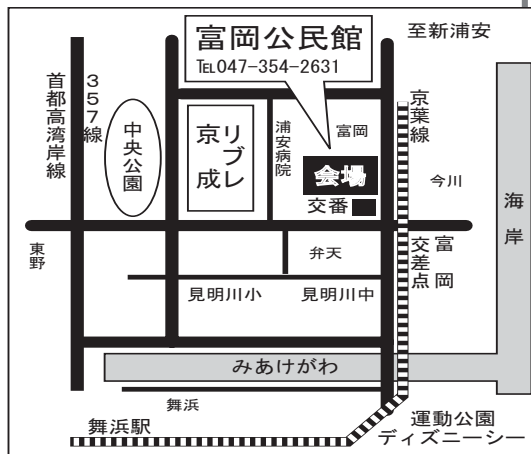 富岡公民館
TEL047-354-2631
至新浦安
首都高湾岸線
357線
中央公園
リブレ
京成
浦安病院
富岡
会場
交番
京葉線
今川
海岸
東野
弁天
富岡
交差点
見明川小
見明川中
みあけがわ
舞浜
舞浜駅
運動公園
ディズニーシー